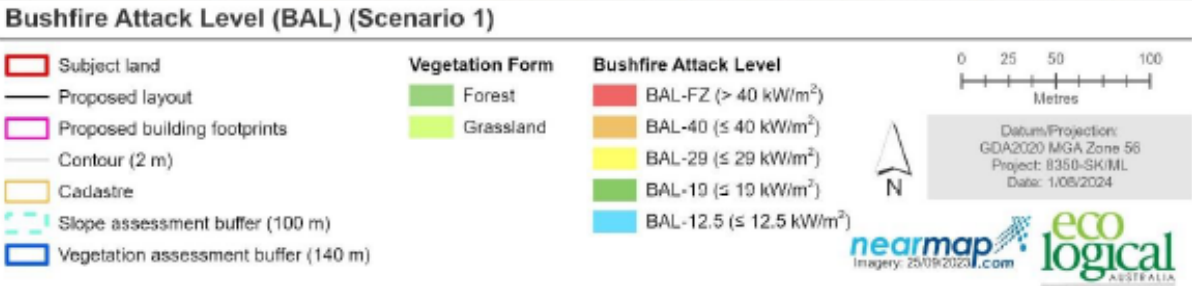 Bushfire Attack Level (BAL) (Scenario 1)
Subject land
Proposed layout
Proposed building footprints
Contour (2 m)
Cadastre
Slope assessment buffer (100 m)
Vegetation assessment buffer (140 m)
Vegetation Form
Forest
Grassland
Bushfire Attack Level
BAL-FZ (> 40 kW/m²)
BAL-40 (≤ 40 kW/m²)
BAL-29 (≤ 29 kW/m²)
BAL-19 (≤ 19 kW/m²)
BAL-12.5 (≤ 12.5 kW/m²)
0 25 50 100
Metres
N
Datum/Projection:
GDA2020 MGA Zone 56
Project: 8350-SK/ML
Date: 1/08/2024
nearmap
.com
Imagery: 25/09/2023
eco
logical
AUSTRALIA